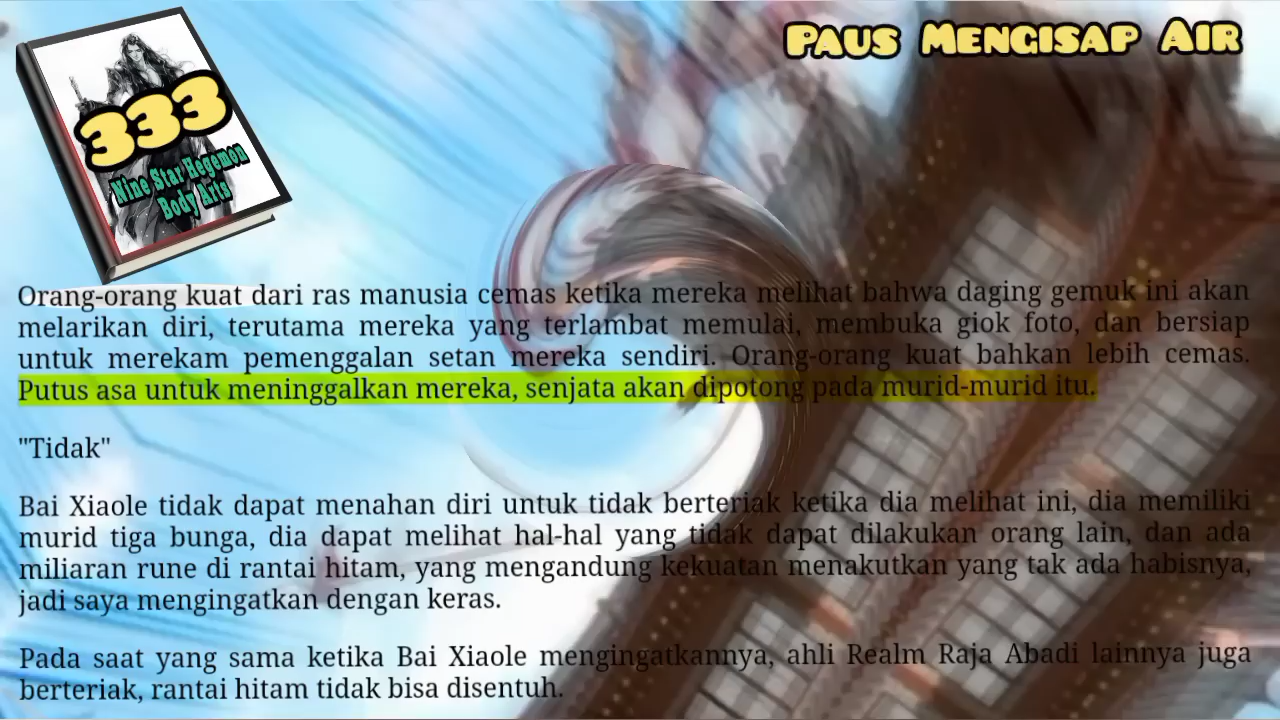 Paus Mengisap Air
333
Nine Star Hegemon
Body Arts
Orang-orang kuat dari ras manusia cemas ketika mereka melihat bahwa daging gemuk ini akan
melarikan diri, terutama mereka yang terlambat memulai, membuka giok foto, dan bersiap
untuk merekam pemenggalan setan mereka sendiri. Orang-orang kuat bahkan lebih cemas.
Putus asa untuk meninggalkan mereka, senjata akan dipotong pada murid-murid itu.
"Tidak"
Bai Xiaole tidak dapat menahan diri untuk tidak berteriak ketika dia melihat ini, dia memiliki
murid tiga bunga, dia dapat melihat hal-hal yang tidak dapat dilakukan orang lain, dan ada
miliaran rune di rantai hitam, yang mengandung kekuatan menakutkan yang tak ada habisnya,
jadi saya mengingatkan dengan keras.
Pada saat yang sama ketika Bai Xiaole mengingatkannya, ahli Realm Raja Abadi lainnya juga
berteriak, rantai hitam tidak bisa disentuh.